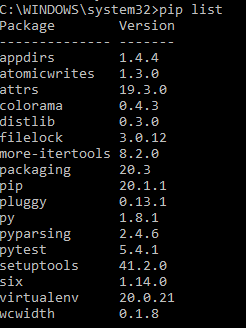 C:\WINDOWS\system32>pip list
Package        Version
-------------- -------
appdirs        1.4.4
atomicwrites   1.3.0
attrs          19.3.0
colorama       0.4.3
distlib        0.3.0
filelock       3.0.12
more-itertools 8.2.0
packaging      20.3
pip            20.1.1
pluggy         0.13.1
py             1.8.1
pyparsing      2.4.6
pytest         5.4.1
setuptools     41.2.0
six            1.14.0
virtualenv     20.0.21
wcwidth        0.1.8